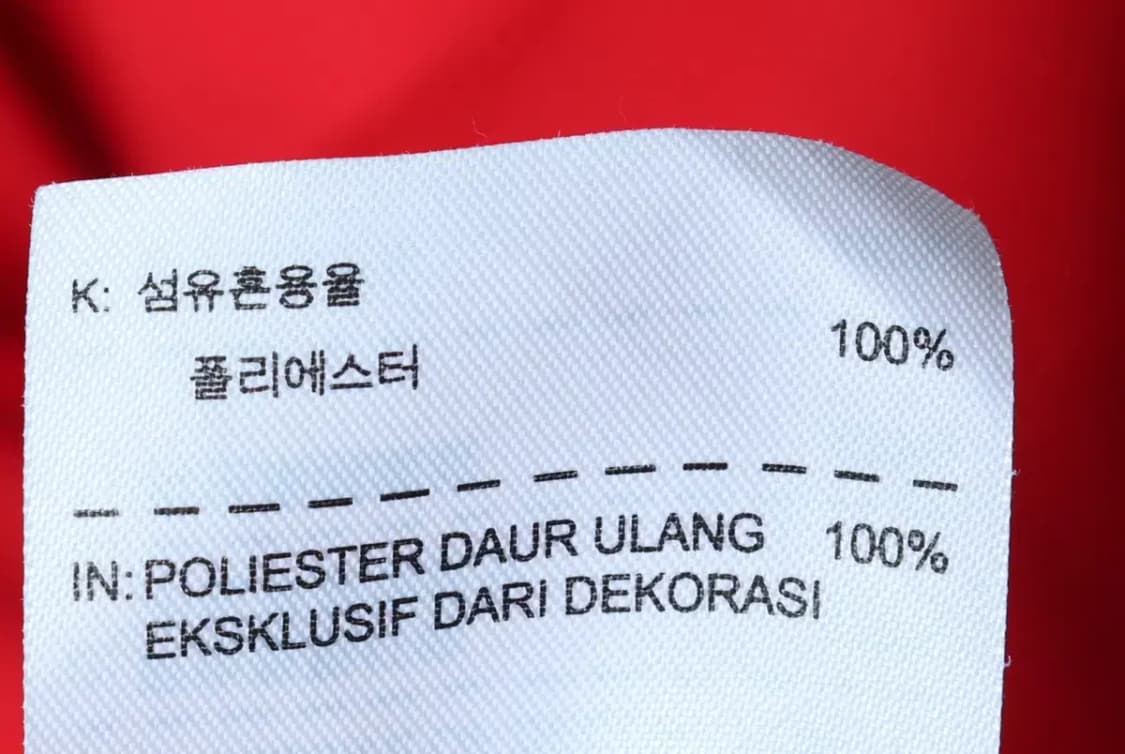 K: 섬유혼용율
폴리에스터 100%
IN: POLIESTER DAUR ULANG 100%
EKSKLUSIF DARI DEKORASI